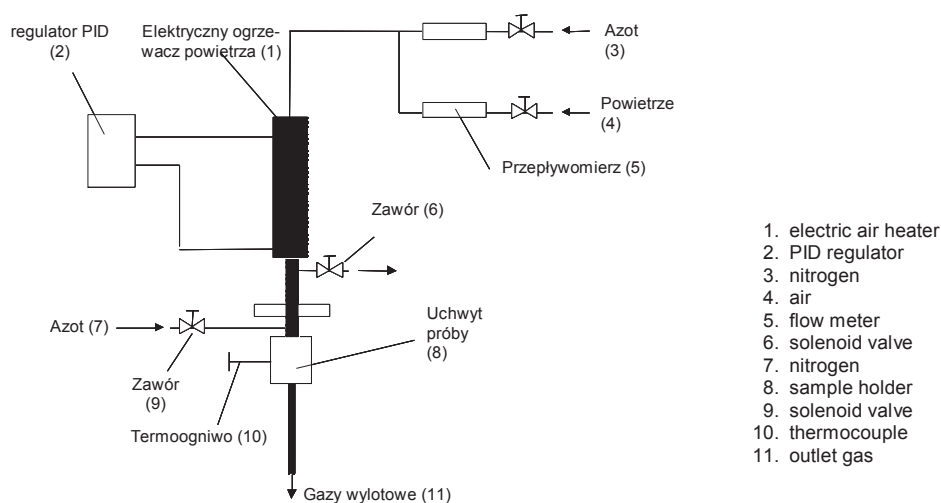 regulator PID
(2)
Elektryczny ogrze-
wacz powietrza (1)
Azot
(3)
Powietrze
(4)
Przepływomierz (5)
Zawór (6)
Azot (7)
Uchwyt
próby
(8)
Zawór
(9)
Termoogniwo (10)
Gazy wylotowe (11)
1. electric air heater
2. PID regulator
3. nitrogen
4. air
5. flow meter
6. solenoid valve
7. nitrogen
8. sample holder
9. solenoid valve
10. thermocouple
11. outlet gas